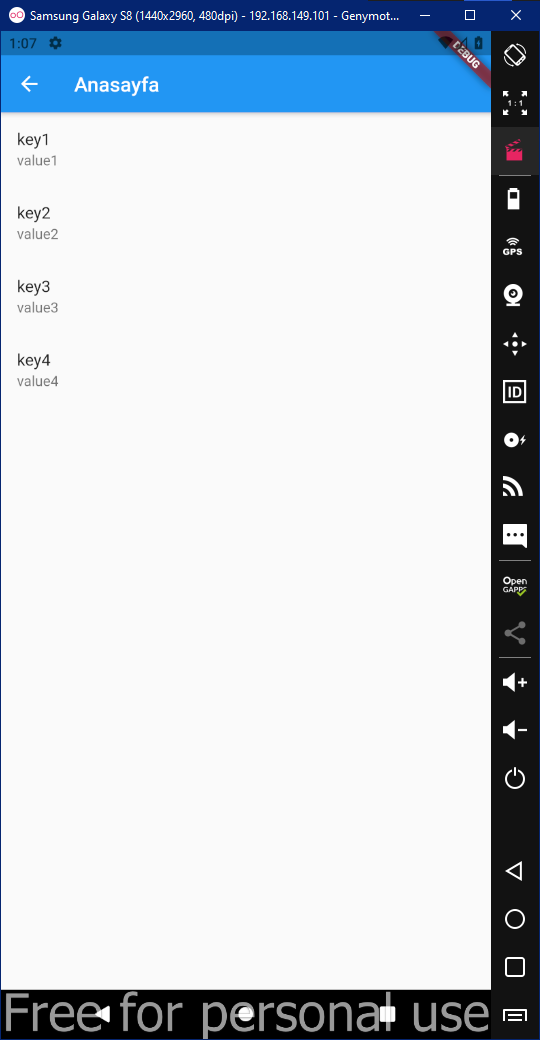 Samsung Galaxy S8 (1440x2960, 480dpi) - 192.168.149.101 - Genymot...
1:07
DEBUG
Anasayfa
key1
value1
key2
value2
key3
value3
key4
value4
1 : 1
GPS
ID
Open
GAPPS
Free for personal use